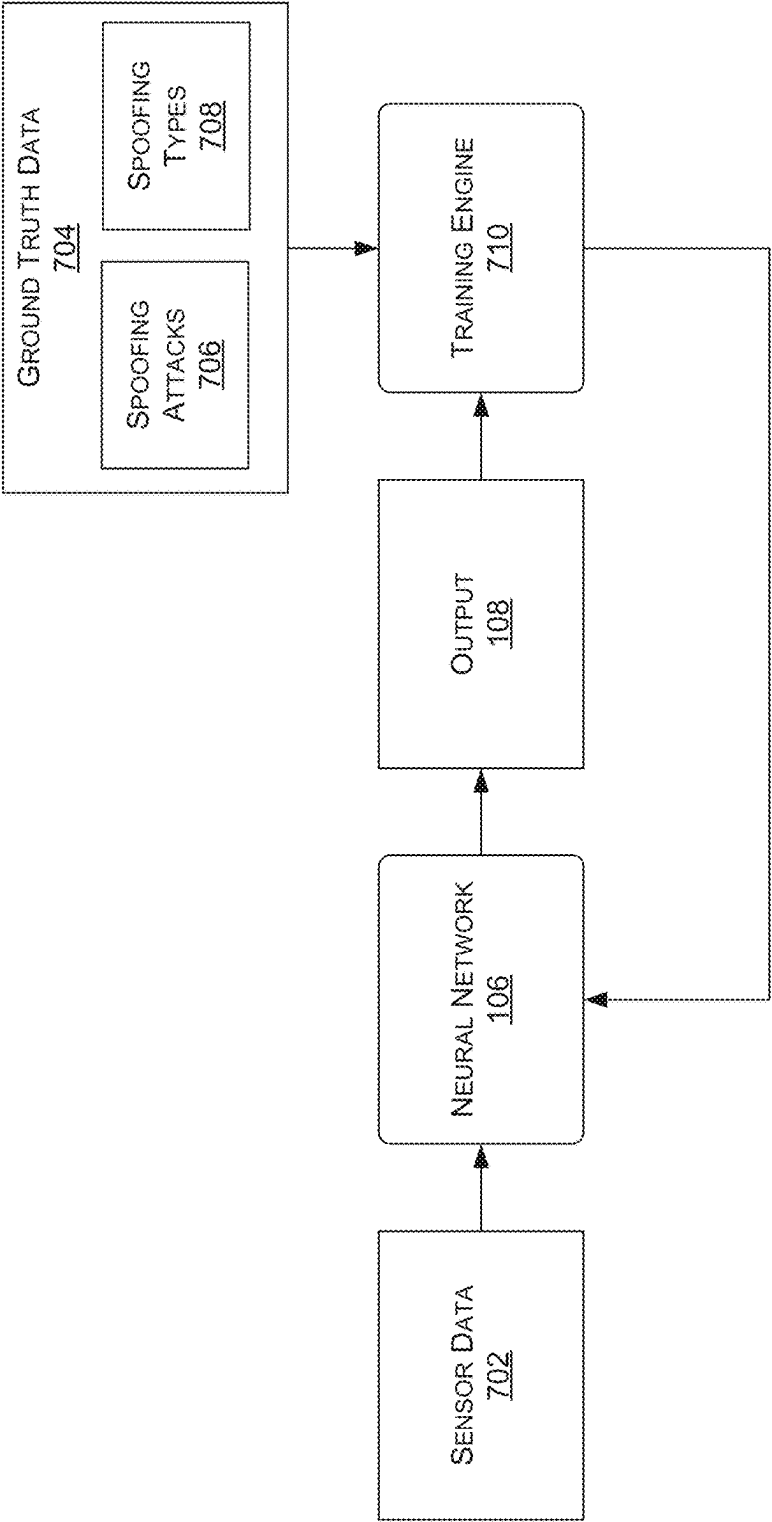 GROUND TRUTH DATA
704
SPOOFING
ATTACKS
706
SPOOFING
TYPES
708
SENSOR DATA
702
NEURAL NETWORK
106
OUTPUT
108
TRAINING ENGINE
710